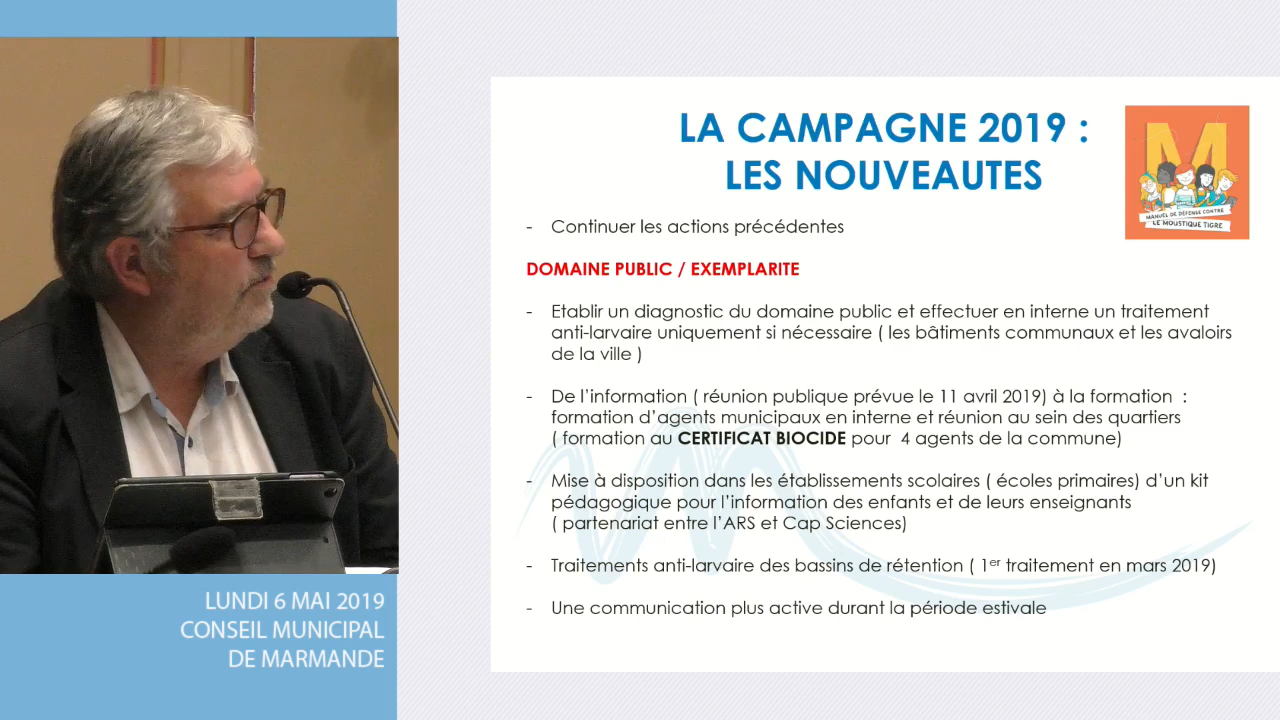 LA CAMPAGNE 2019 :
LES NOUVEAUTES
M
MANUEL DE DÉFENSE CONTRE
LE MOUSTIQUE TIGRE
- Continuer les actions précédentes
DOMAINE PUBLIC / EXEMPLARITE
- Etablir un diagnostic du domaine public et effectuer en interne un traitement
anti-larvaire uniquement si nécessaire ( les bâtiments communaux et les avaloirs
de la ville )
- De l'information ( réunion publique prévue le 11 avril 2019) à la formation :
formation d'agents municipaux en interne et réunion au sein des quartiers
( formation au CERTIFICAT BIOCIDE pour 4 agents de la commune)
- Mise à disposition dans les établissements scolaires ( écoles primaires) d'un kit
pédagogique pour l'information des enfants et de leurs enseignants
( partenariat entre l'ARS et Cap Sciences)
- Traitements anti-larvaire des bassins de rétention ( 1er traitement en mars 2019)
- Une communication plus active durant la période estivale
LUNDI 6 MAI 2019
CONSEIL MUNICIPAL
DE MARMANDE